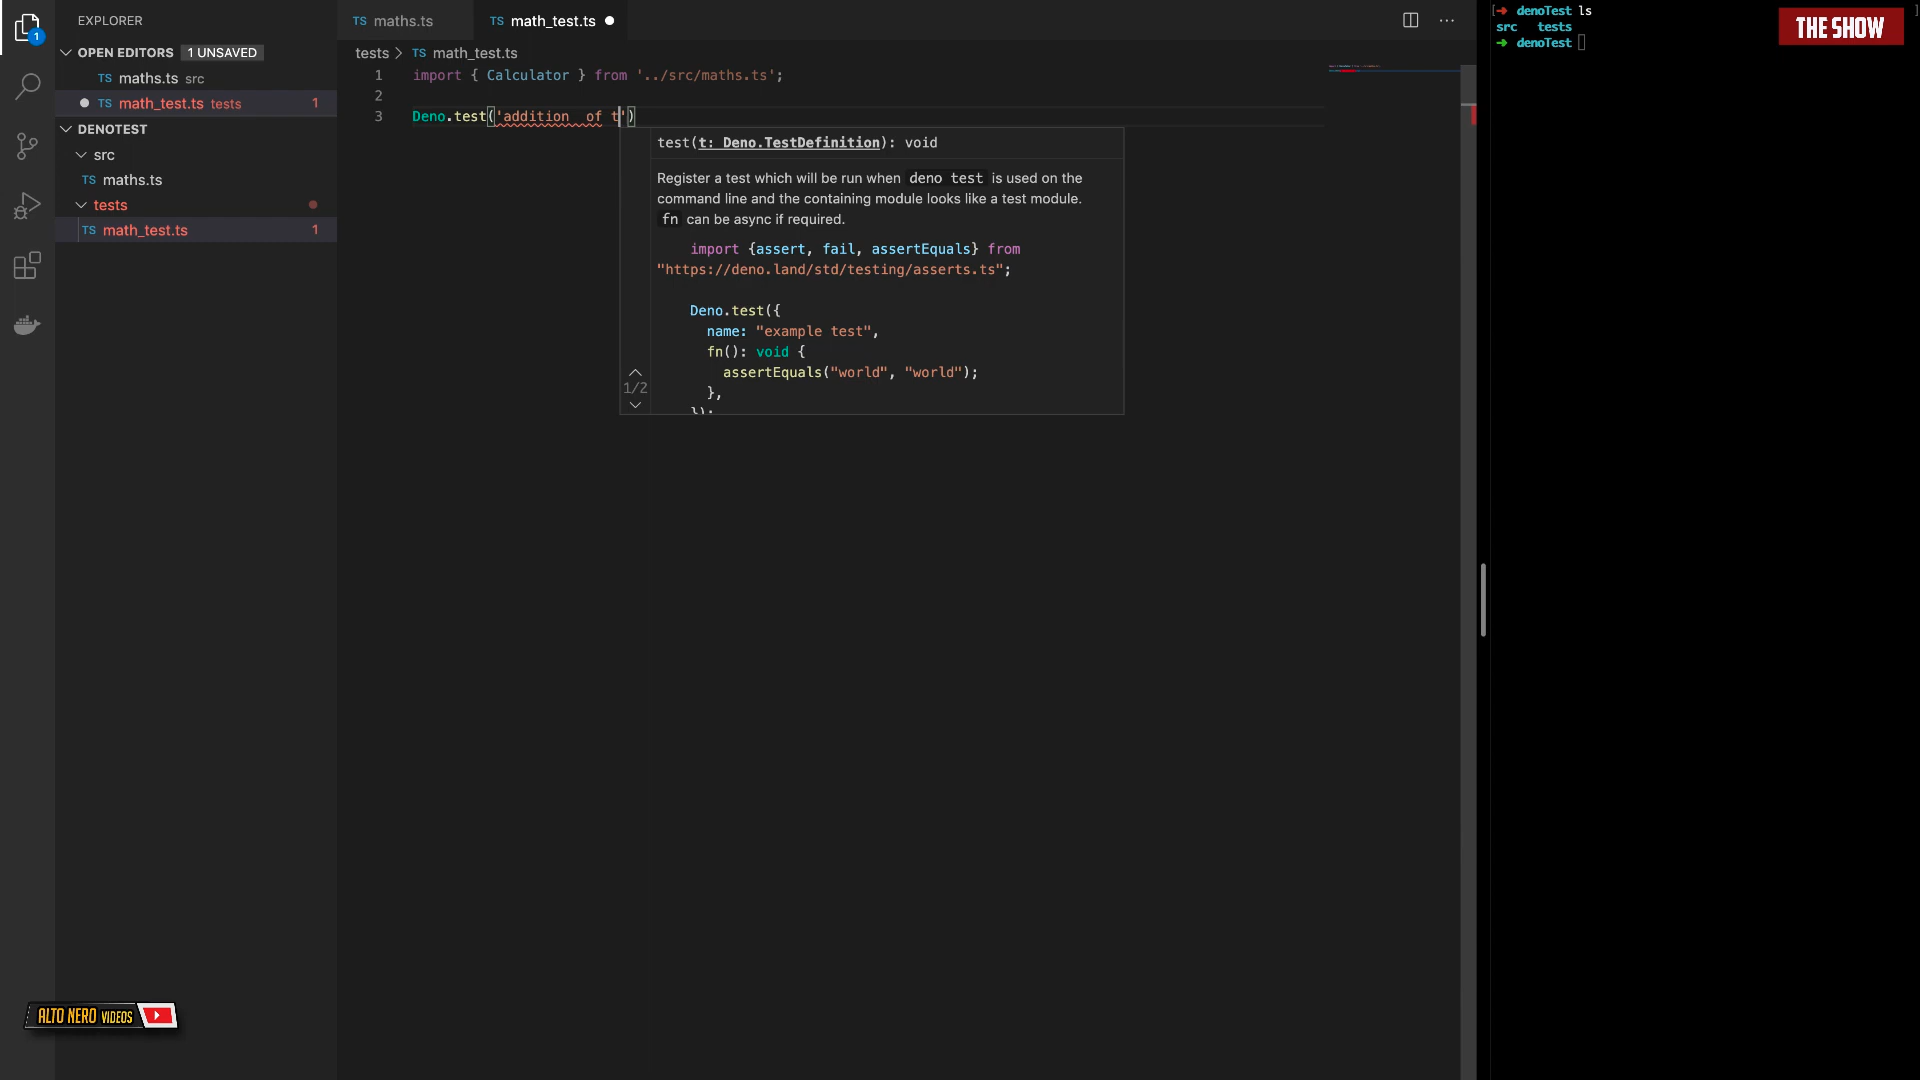 EXPLORER
OPEN EDITORS 1 UNSAVED
TS maths.ts src
TS math_test.ts tests 1
DENOTEST
src
TS maths.ts
tests
TS math_test.ts 1
1
TS maths.ts
TS math_test.ts
tests > TS math_test.ts
1 import { Calculator } from '../src/maths.ts';
2
3 Deno.test('addition  of t')
test(t: Deno.TestDefinition): void
Register a test which will be run when deno test is used on the
command line and the containing module looks like a test module.
fn can be async if required.
import {assert, fail, assertEquals} from
"https://deno.land/std/testing/asserts.ts";
Deno.test({
name: "example test",
fn(): void {
assertEquals("world", "world");
},
});
1/2
[➜ denoTest ls ]
src tests
➜ denoTest
THE SHOW
ALTO NERO VIDEOS